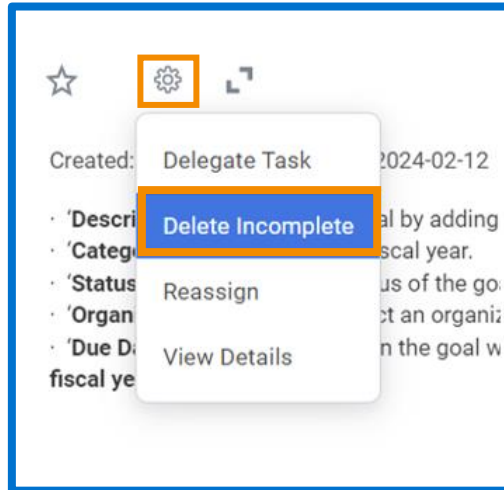 Created: Delegate Task 2024-02-12
· 'Descri Delete Incomplete al by adding
· 'Catego scal year.
· 'Status Reassign us of the goa
· 'Organ ct an organiz
· 'Due Da View Details n the goal w
fiscal ye